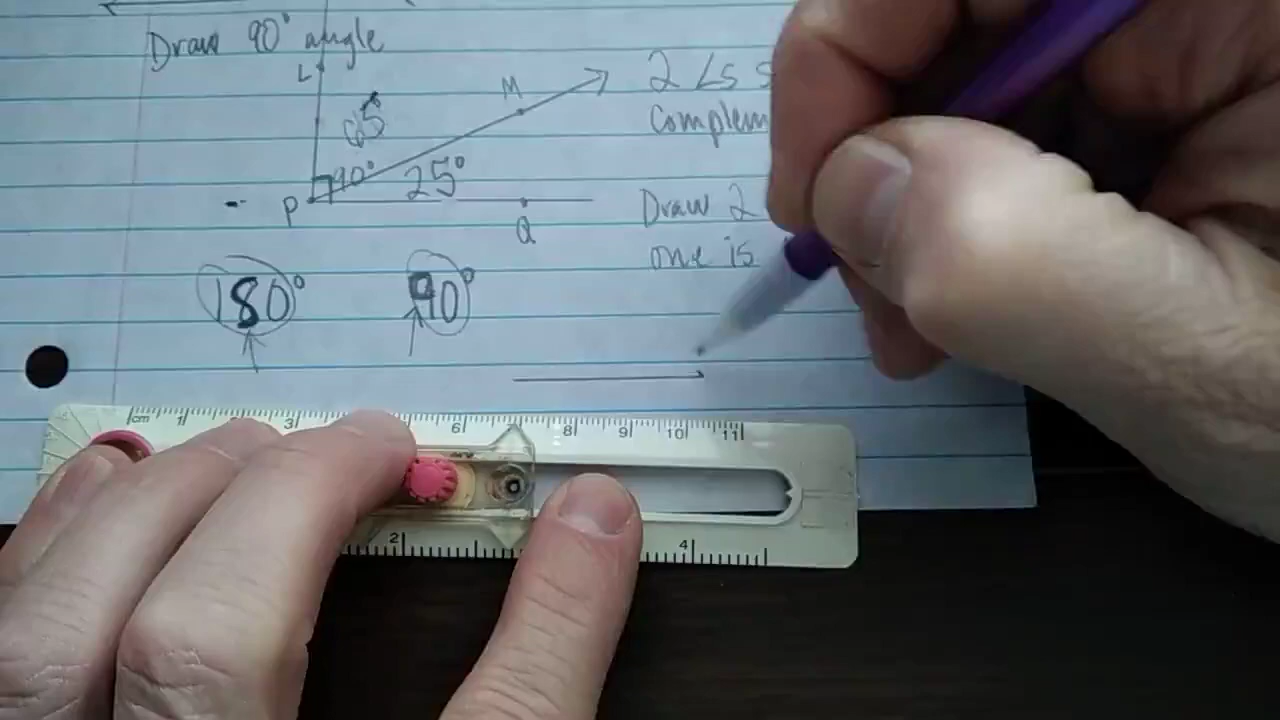 Draw 90° angle
L
M
2 ∠s
65°
90° 25°
P
Q
Draw 2
one is
180° 90°
cm 1 3 6 8 9 10 11
2 4